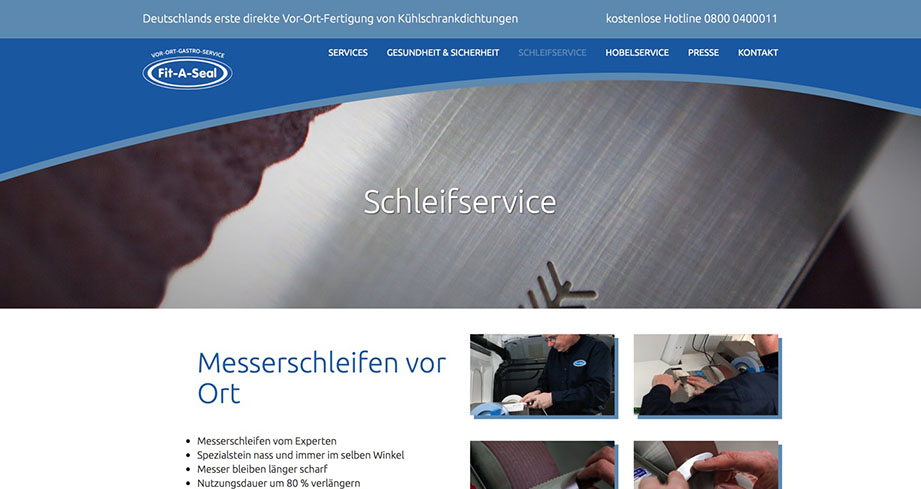 Deutschlands erste direkte Vor-Ort-Fertigung von Kühlschrankdichtungen
kostenlose Hotline 0800 0400011
VOR-ORT-GASTRO-SERVICE
Fit-A-Seal
SERVICES
GESUNDHEIT & SICHERHEIT
SCHLEIFSERVICE
HOBELSERVICE
PRESSE
KONTAKT
Schleifservice
Messerschleifen vor
Ort
• Messerschleifen vom Experten
• Spezialstein nass und immer im selben Winkel
• Messer bleiben länger scharf
• Nutzungsdauer um 80 % verlängern